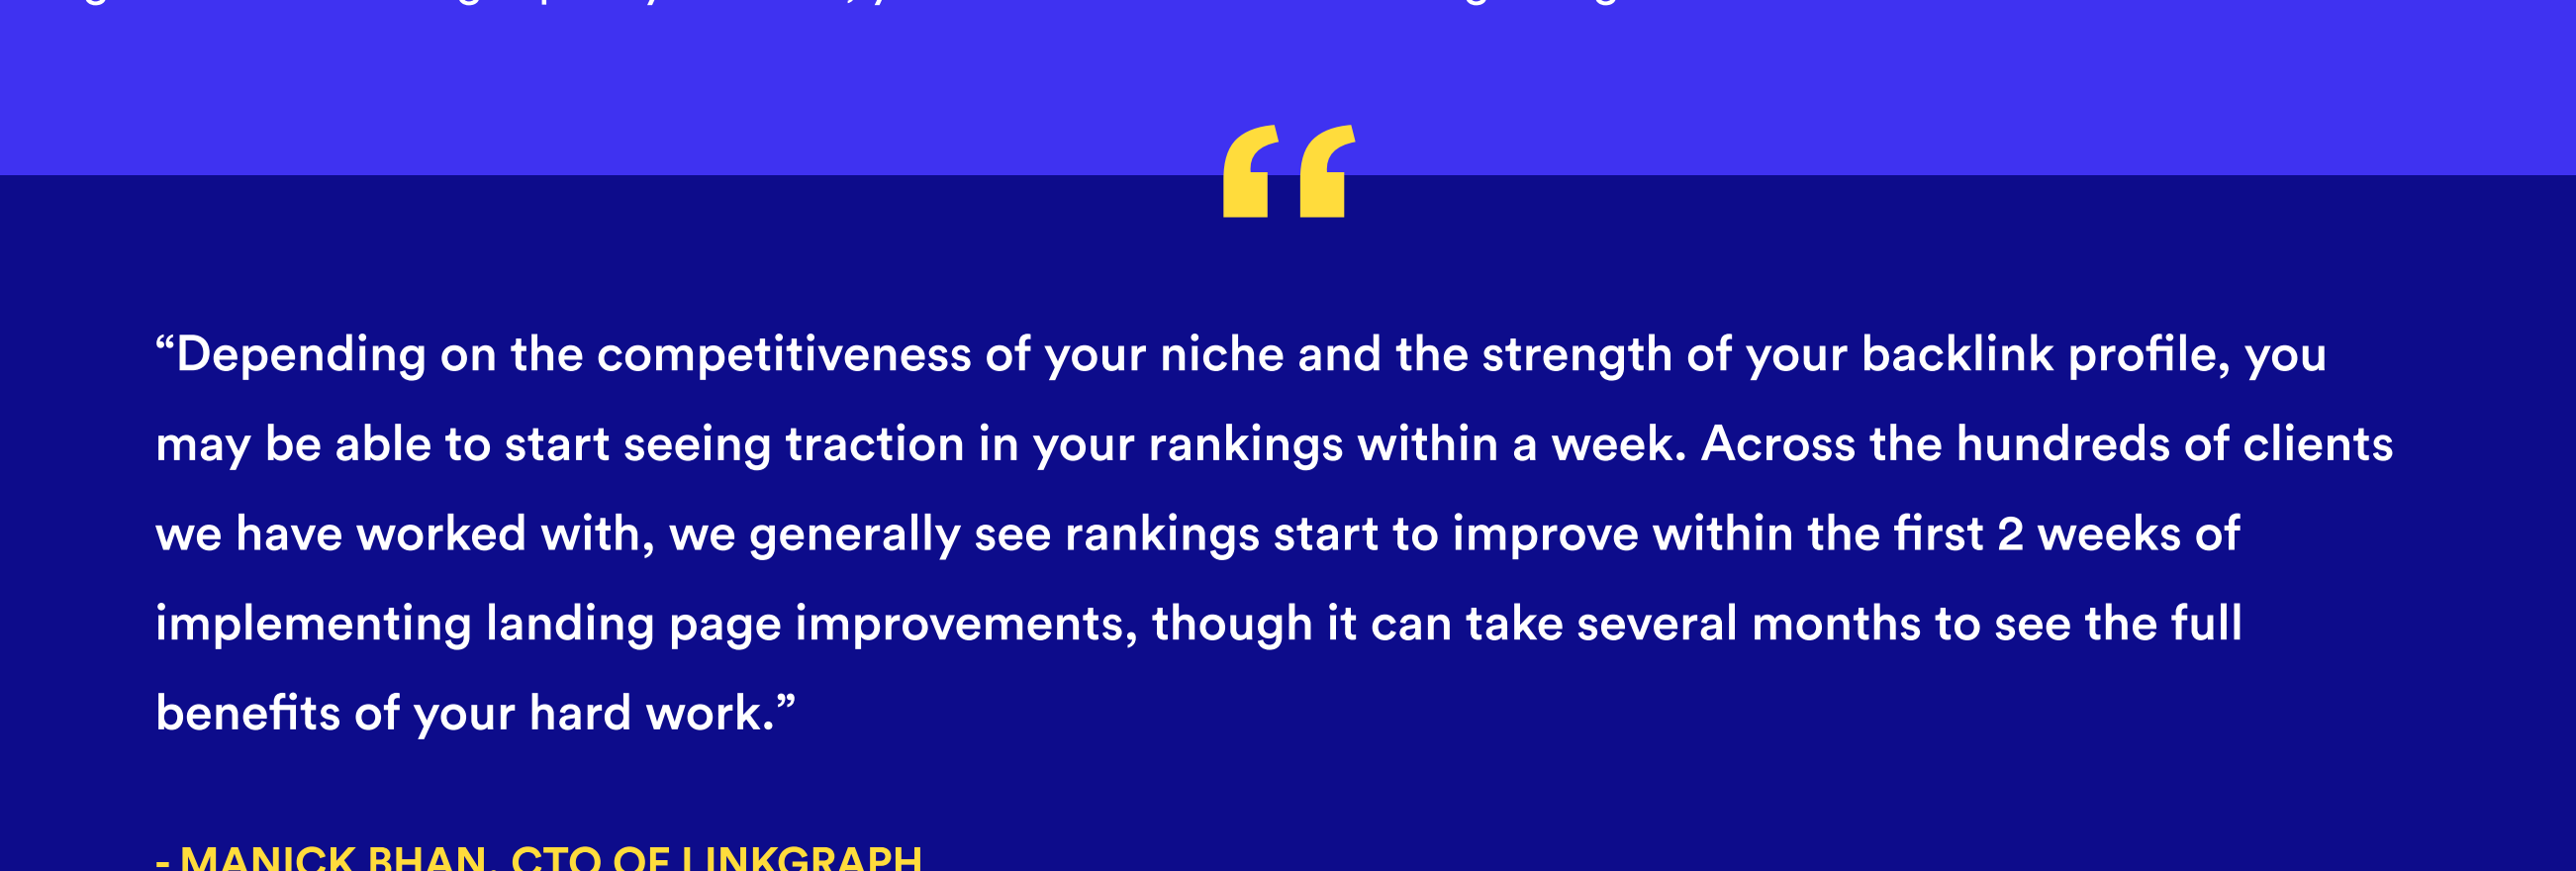 “Depending on the competitiveness of your niche and the strength of your backlink profile, you
may be able to start seeing traction in your rankings within a week. Across the hundreds of clients
we have worked with, we generally see rankings start to improve within the first 2 weeks of
implementing landing page improvements, though it can take several months to see the full
benefits of your hard work.”
- MANICK BHAN, CTO OF LINKGRAPH